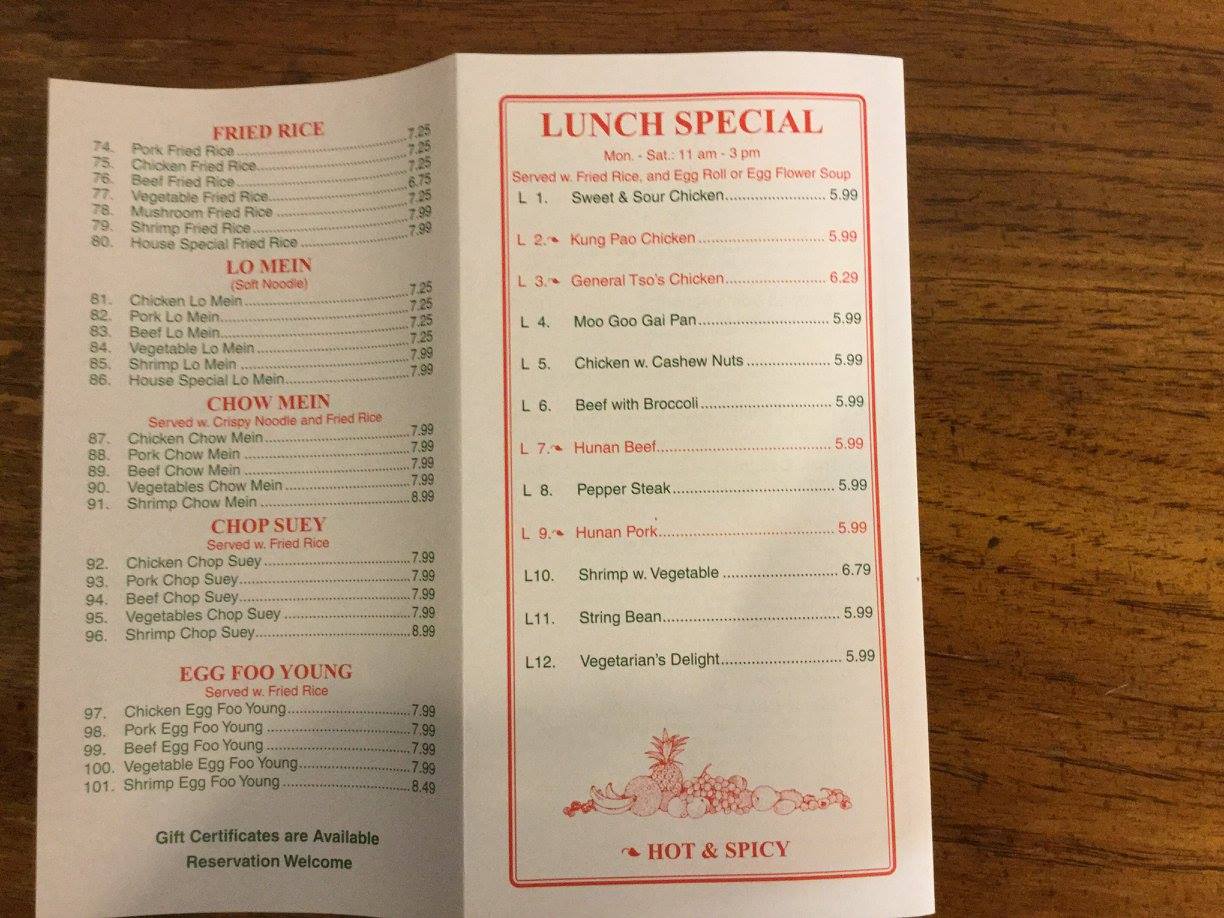 FRIED RICE
74. Pork Fried Rice 7.25
75. Chicken Fried Rice 7.25
76. Beef Fried Rice 7.25
77. Vegetable Fried Rice 6.75
78. Mushroom Fried Rice 7.25
79. Shrimp Fried Rice 7.99
80. House Special Fried Rice 7.99
LO MEIN
(Soft Noodle)
81. Chicken Lo Mein 7.25
82. Pork Lo Mein 7.25
83. Beef Lo Mein 7.25
84. Vegetable Lo Mein 7.25
85. Shrimp Lo Mein 7.99
86. House Special Lo Mein 7.99
CHOW MEIN
Served w. Crispy Noodle and Fried Rice
87. Chicken Chow Mein 7.99
88. Pork Chow Mein 7.99
89. Beef Chow Mein 7.99
90. Vegetables Chow Mein 7.99
91. Shrimp Chow Mein 8.99
CHOP SUEY
Served w. Fried Rice
92. Chicken Chop Suey 7.99
93. Pork Chop Suey 7.99
94. Beef Chop Suey 7.99
95. Vegetables Chop Suey 7.99
96. Shrimp Chop Suey 8.99
EGG FOO YOUNG
Served w. Fried Rice
97. Chicken Egg Foo Young 7.99
98. Pork Egg Foo Young 7.99
99. Beef Egg Foo Young 7.99
100. Vegetable Egg Foo Young 7.99
101. Shrimp Egg Foo Young 8.49
Gift Certificates are Available
Reservation Welcome
LUNCH SPECIAL
Mon. - Sat.: 11 am - 3 pm
Served w. Fried Rice, and Egg Roll or Egg Flower Soup
L 1. Sweet & Sour Chicken 5.99
L 2. Kung Pao Chicken 5.99
L 3. General Tso's Chicken 6.29
L 4. Moo Goo Gai Pan 5.99
L 5. Chicken w. Cashew Nuts 5.99
L 6. Beef with Broccoli 5.99
L 7. Hunan Beef 5.99
L 8. Pepper Steak 5.99
L 9. Hunan Pork 5.99
L10. Shrimp w. Vegetable 6.79
L11. String Bean 5.99
L12. Vegetarian's Delight 5.99
HOT & SPICY